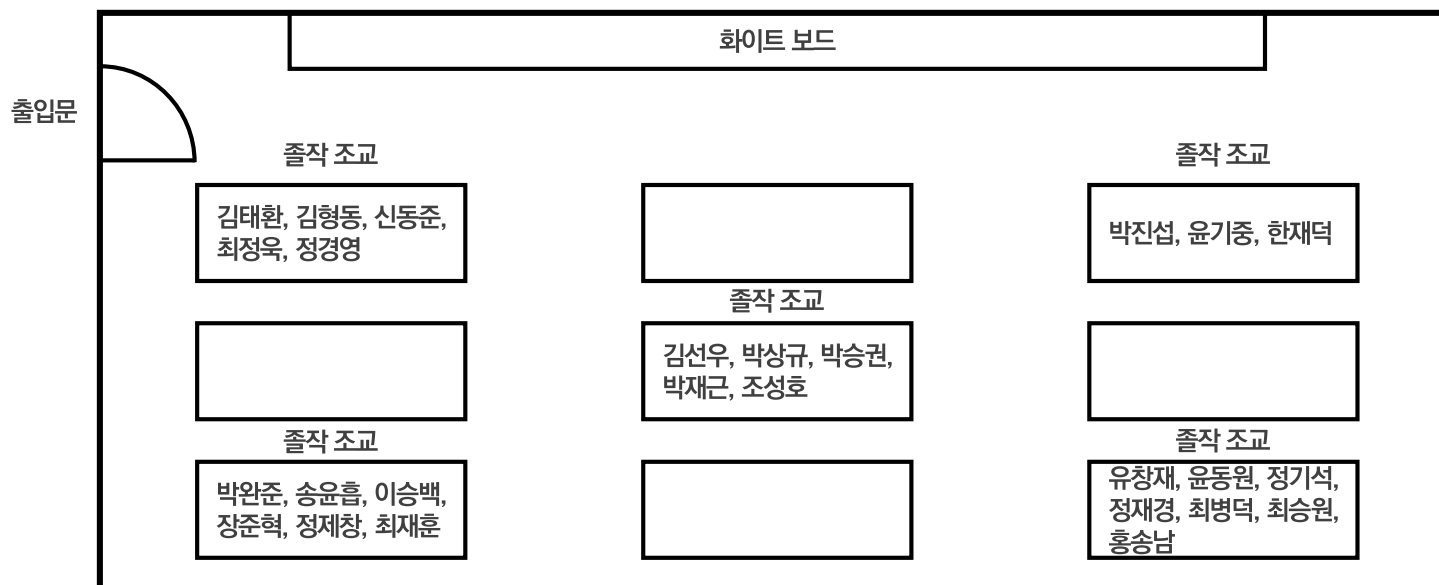 화이트 보드
출입문
졸작 조교
졸작 조교
김태환, 김형동, 신동준,
최정욱, 정경영
박진섭, 윤기중, 한재덕
졸작 조교
김선우, 박상규, 박승권,
박재근, 조성호
졸작 조교
졸작 조교
박완준, 송윤흡, 이승백,
장준혁, 정제창, 최재훈
유창재, 윤동원, 정기석,
정재경, 최병덕, 최승원,
홍송남